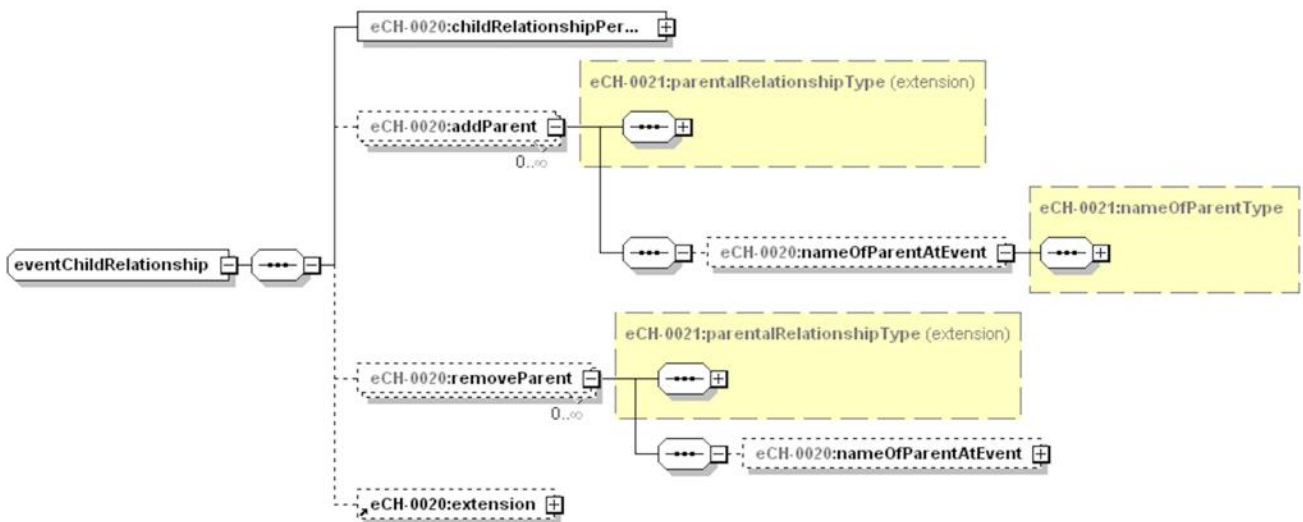 eCH-0020:childRelationshipPer...
eCH-0021:parentalRelationshipType (extension)
eCH-0020:addParent
0..∞
eCH-0021:nameOfParentType
eCH-0020:nameOfParentAtEvent
eventChildRelationship
eCH-0021:parentalRelationshipType (extension)
eCH-0020:removeParent
0..∞
eCH-0020:nameOfParentAtEvent
eCH-0020:extension